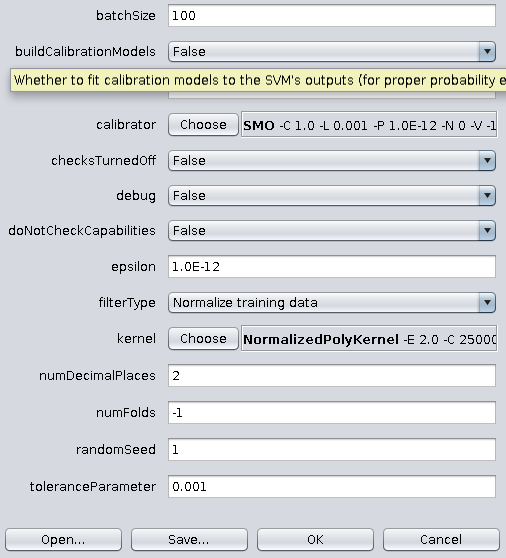 batchSize 100
buildCalibrationModels False
Whether to fit calibration models to the SVM's outputs (for proper probability e
calibrator Choose SMO -C 1.0 -L 0.001 -P 1.0E-12 -N 0 -V -1
checksTurnedOff False
debug False
doNotCheckCapabilities False
epsilon 1.0E-12
filterType Normalize training data
kernel Choose NormalizedPolyKernel -E 2.0 -C 25000
numDecimalPlaces 2
numFolds -1
randomSeed 1
toleranceParameter 0.001
Open... Save... OK Cancel